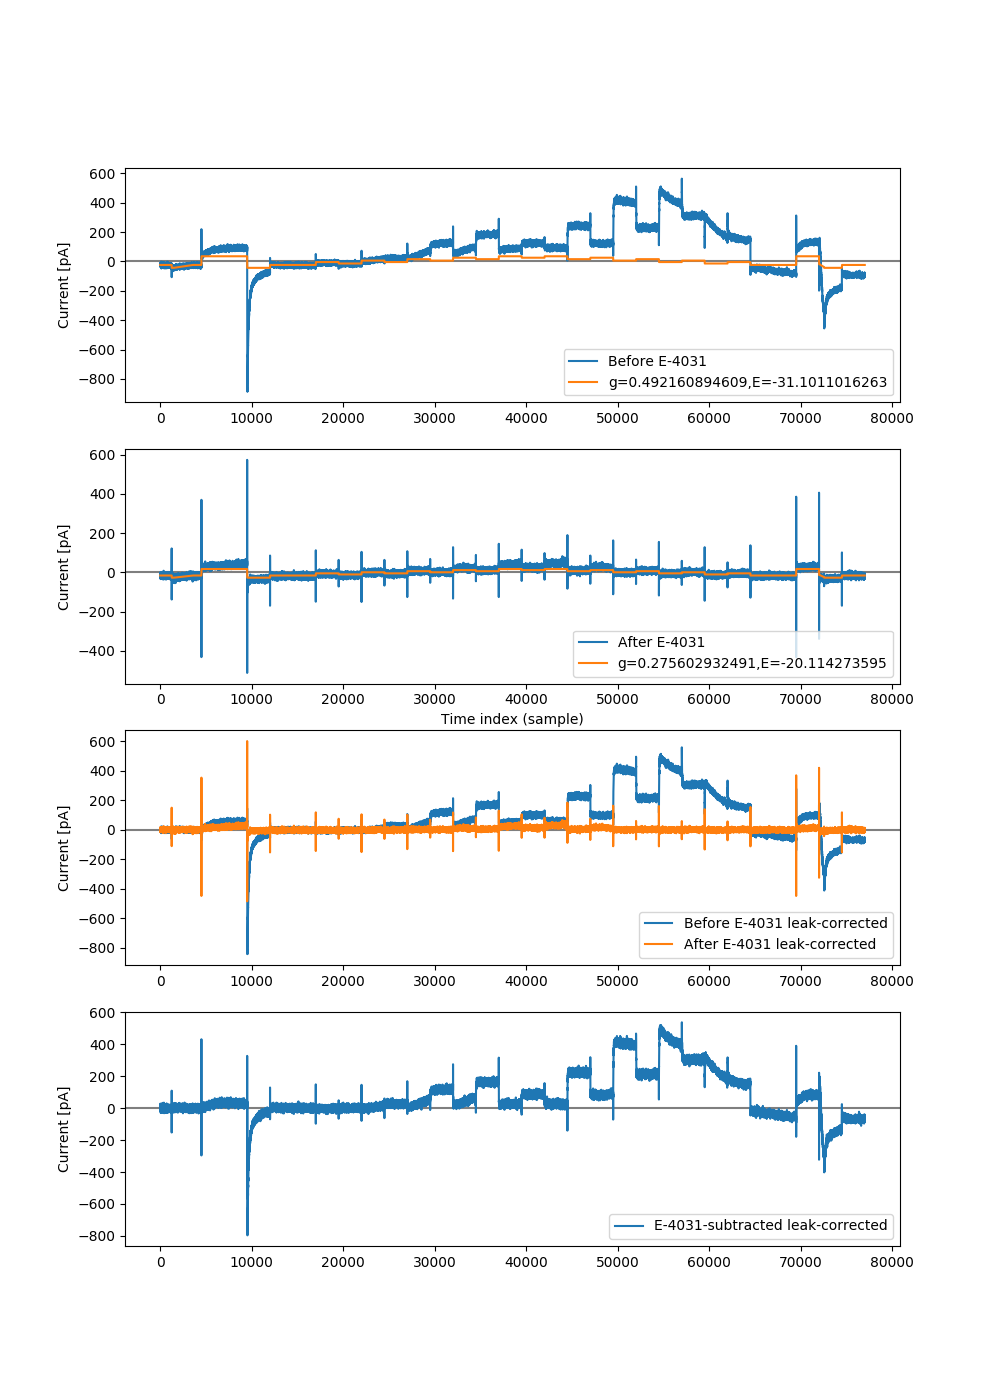 600
400
200
0
−200
−400
−600
−800
Current [pA]
Before E-4031
g=0.492160894609,E=-31.1011016263
0 10000 20000 30000 40000 50000 60000 70000 80000
600
400
200
0
−200
−400
Current [pA]
After E-4031
g=0.275602932491,E=-20.114273595
0 10000 20000 30000 40000 50000 60000 70000 80000
Time index (sample)
600
400
200
0
−200
−400
−600
−800
Current [pA]
Before E-4031 leak-corrected
After E-4031 leak-corrected
0 10000 20000 30000 40000 50000 60000 70000 80000
600
400
200
0
−200
−400
−600
−800
Current [pA]
E-4031-subtracted leak-corrected
0 10000 20000 30000 40000 50000 60000 70000 80000